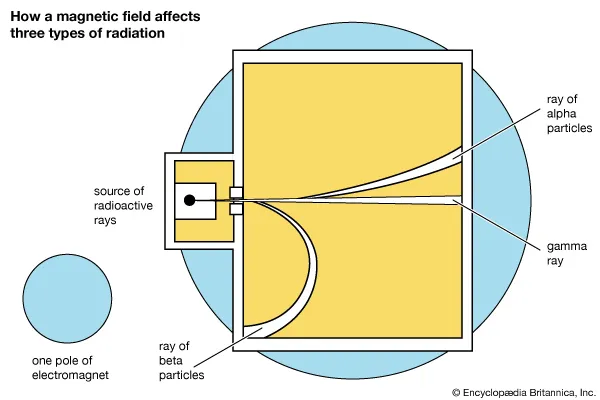 How a magnetic field affects
three types of radiation
ray of
alpha
particles
source of
radioactive
rays
gamma
ray
one pole of
electromagnet
ray of
beta
particles
© Encyclopædia Britannica, Inc.